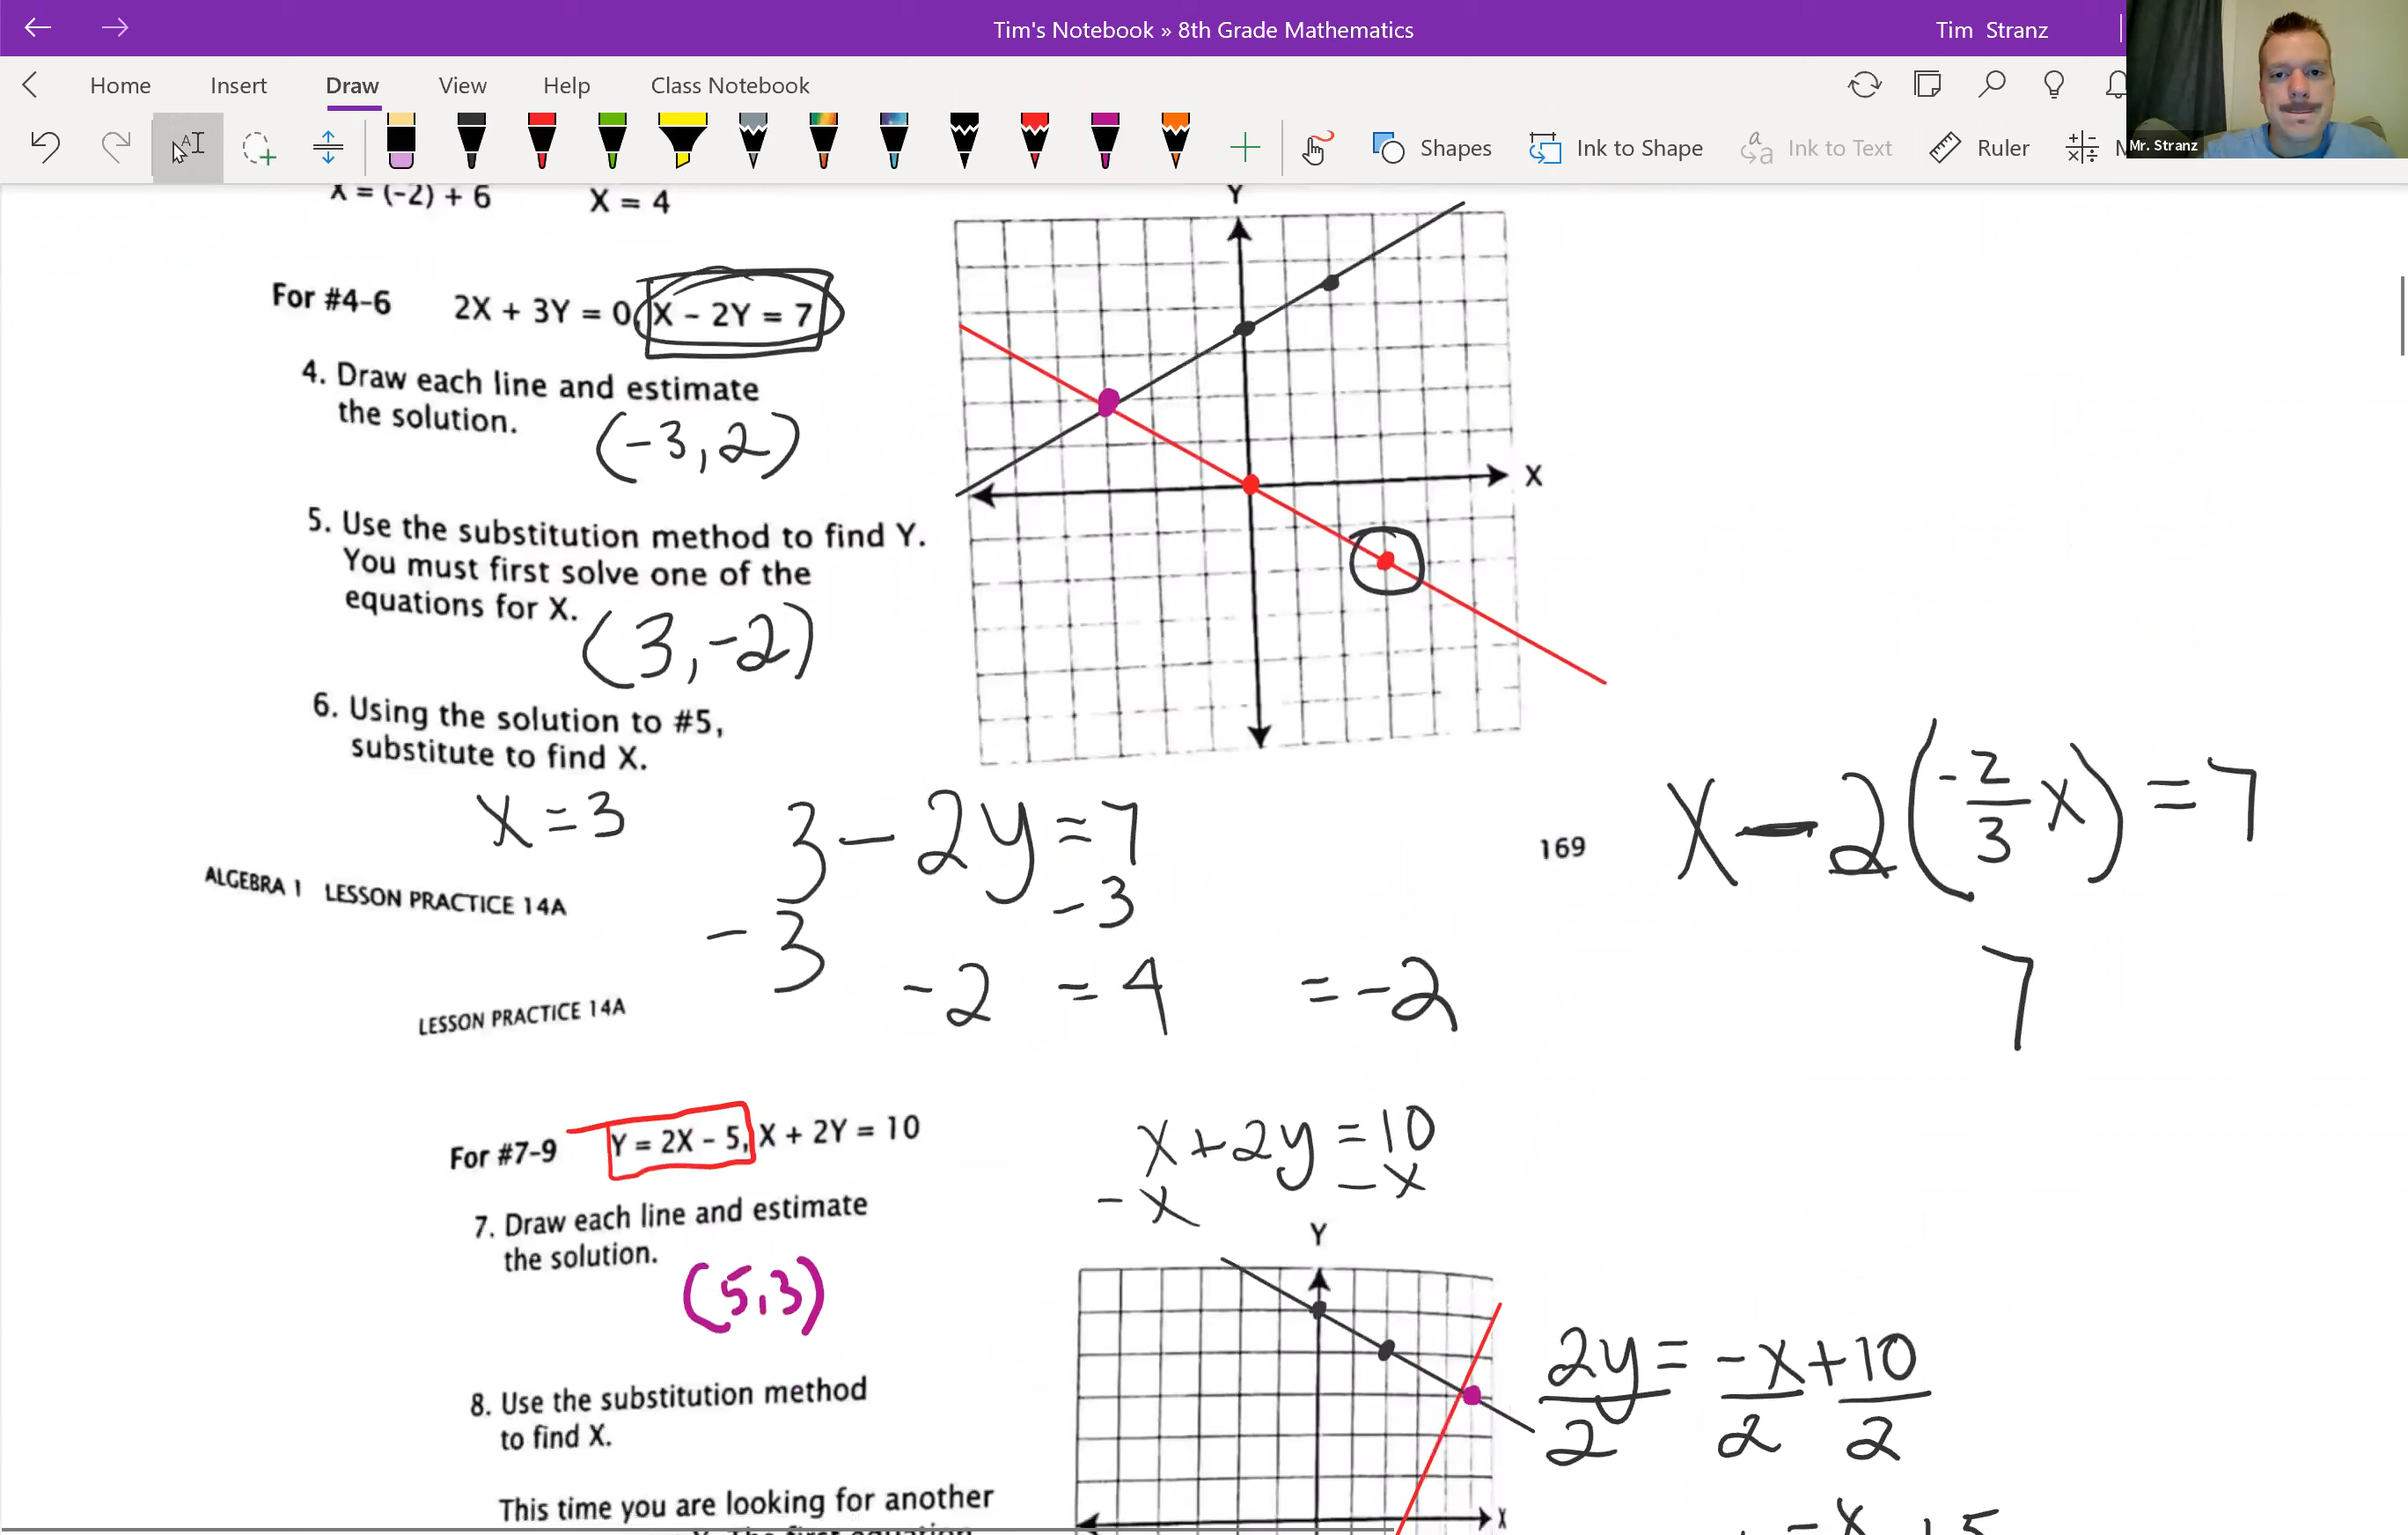 Tim's Notebook » 8th Grade Mathematics
Tim Stranz
Home Insert Draw View Help Class Notebook
Shapes Ink to Shape Ink to Text Ruler
Mr. Stranz
X = (-2) + 6 X = 4
Y
For #4-6 2X + 3Y = 0, X - 2Y = 7
4. Draw each line and estimate
the solution.
(-3, 2)
X
5. Use the substitution method to find Y.
You must first solve one of the
equations for X.
(3, -2)
6. Using the solution to #5,
substitute to find X.
x = 3
3 - 2y = 7
- 3 - 3
-2 = 4 = -2
169
x - 2(-2/3 x) = 7
7
ALGEBRA 1 LESSON PRACTICE 14A
LESSON PRACTICE 14A
For #7-9 Y = 2X - 5, X + 2Y = 10
x + 2y = 10
- x - x
7. Draw each line and estimate
the solution.
(5, 3)
Y
2y = -x + 10
2 2 2
8. Use the substitution method
to find X.
This time you are looking for another
X